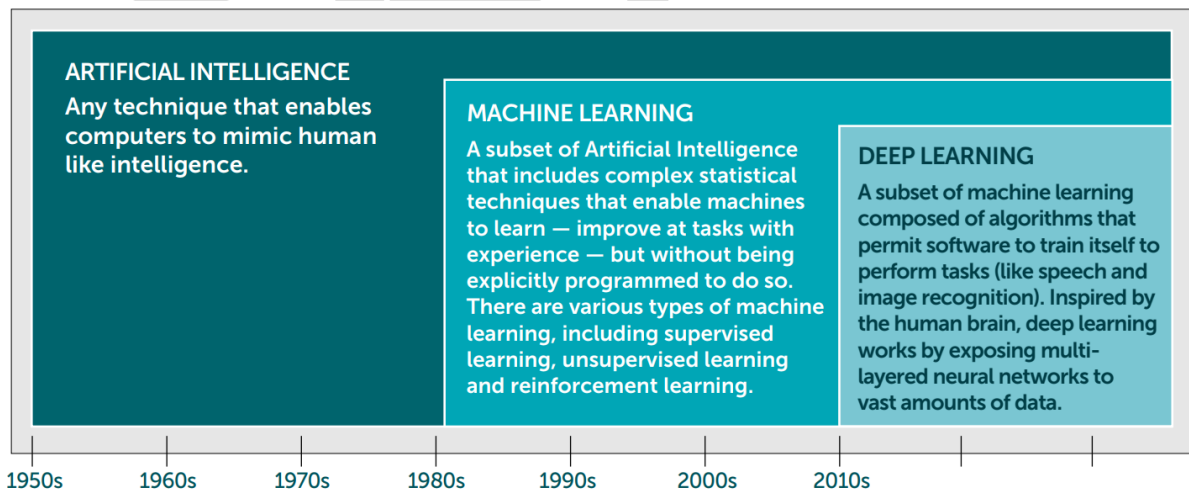 ARTIFICIAL INTELLIGENCE
Any technique that enables
computers to mimic human
like intelligence.
MACHINE LEARNING
A subset of Artificial Intelligence
that includes complex statistical
techniques that enable machines
to learn — improve at tasks with
experience — but without being
explicitly programmed to do so.
There are various types of machine
learning, including supervised
learning, unsupervised learning
and reinforcement learning.
DEEP LEARNING
A subset of machine learning
composed of algorithms that
permit software to train itself to
perform tasks (like speech and
image recognition). Inspired by
the human brain, deep learning
works by exposing multi-
layered neural networks to
vast amounts of data.
1950s 1960s 1970s 1980s 1990s 2000s 2010s